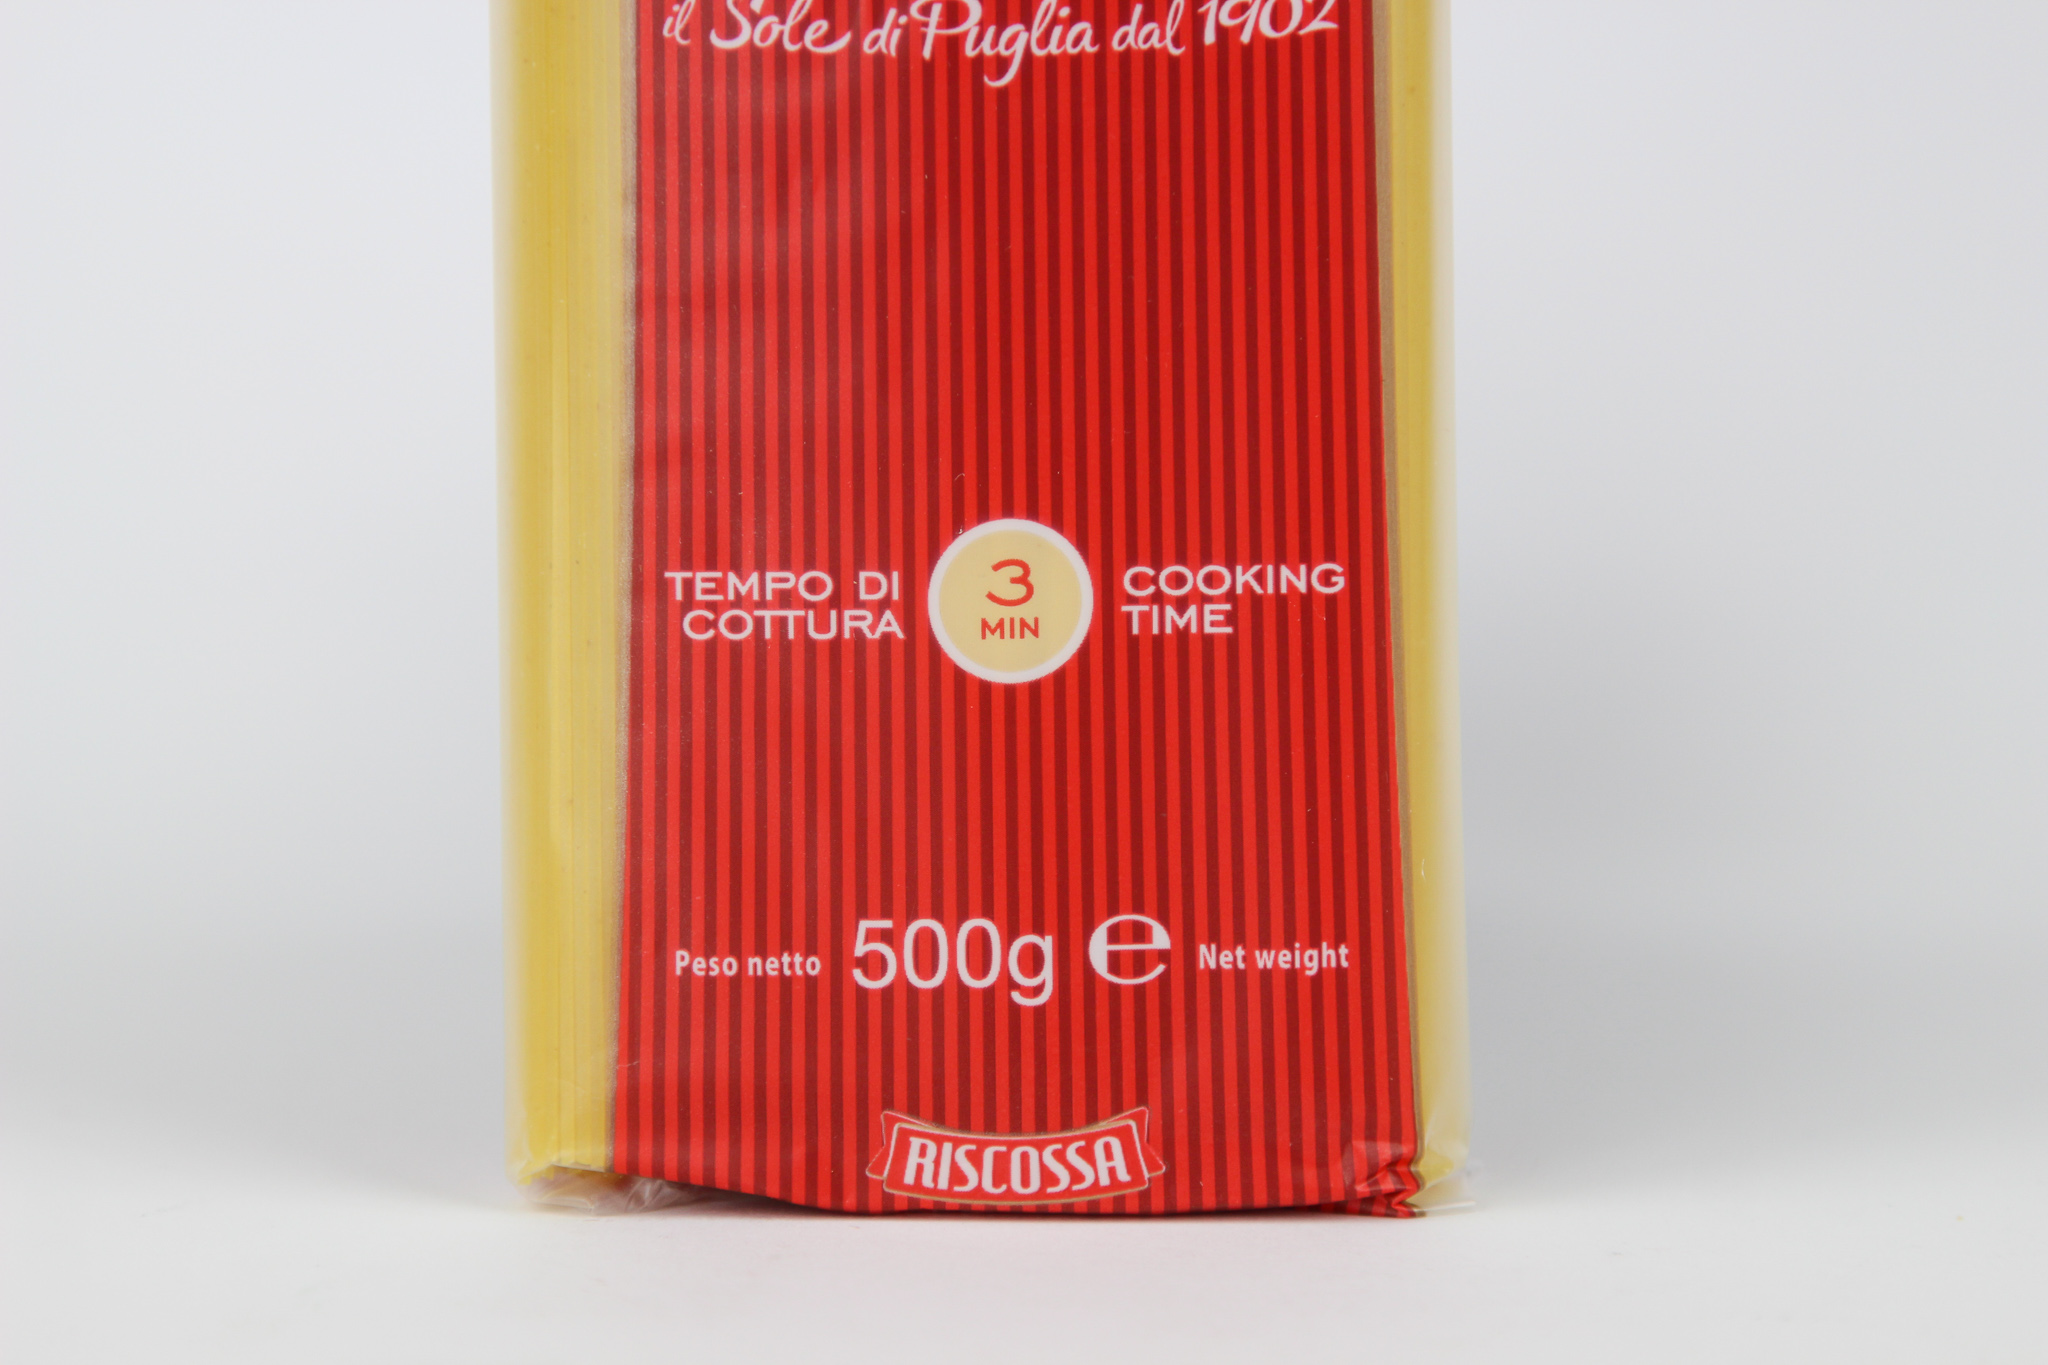 il Sole di Puglia dal 1902
TEMPO DI
COTTURA
3
MIN
COOKING
TIME
Peso netto 500g ℮ Net weight
RISCOSSA